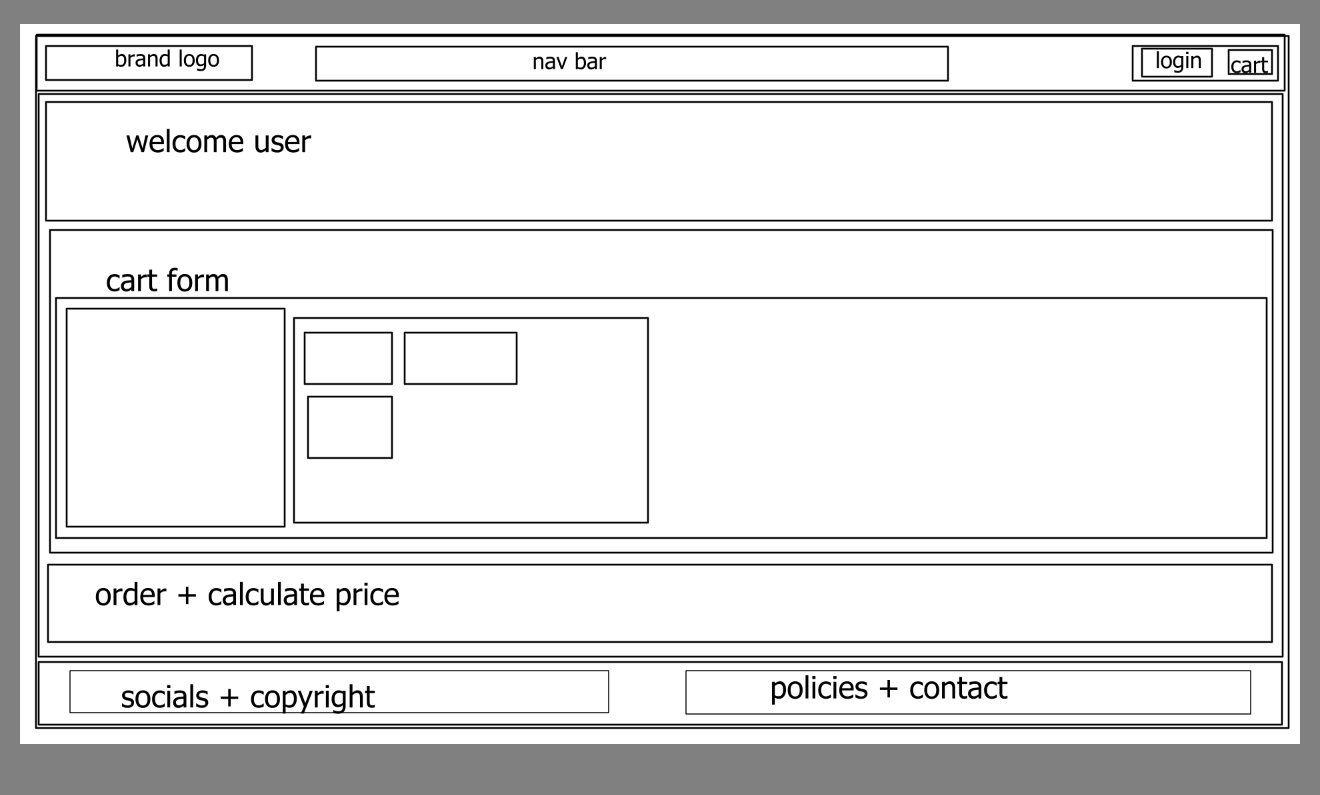 brand logo
nav bar
login
cart
welcome user
cart form
order + calculate price
socials + copyright
policies + contact